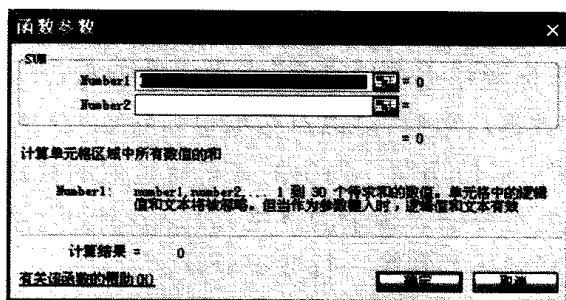 函数参数
SUM
Number1 = 0
Number2 =
= 0
计算单元格区域中所有数值的和
Number1: number1,number2,... 1 到 30 个待求和的数值。单元格中的逻辑
值和文本将被忽略。但当作为参数键入时，逻辑值和文本有效
计算结果 = 0
有关该函数的帮助(H)
确定 取消